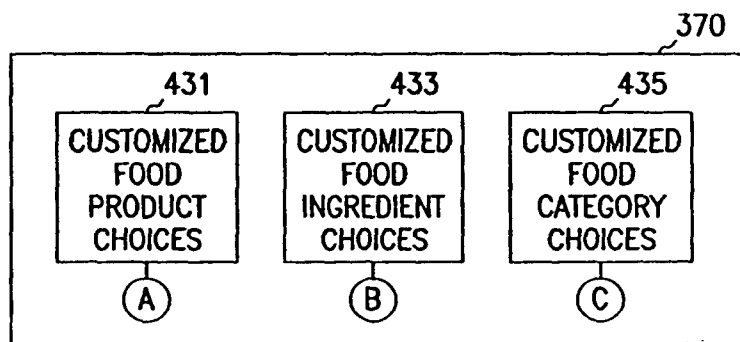 370
431 433 435
CUSTOMIZED FOOD PRODUCT CHOICES
CUSTOMIZED FOOD INGREDIENT CHOICES
CUSTOMIZED FOOD CATEGORY CHOICES
A B C